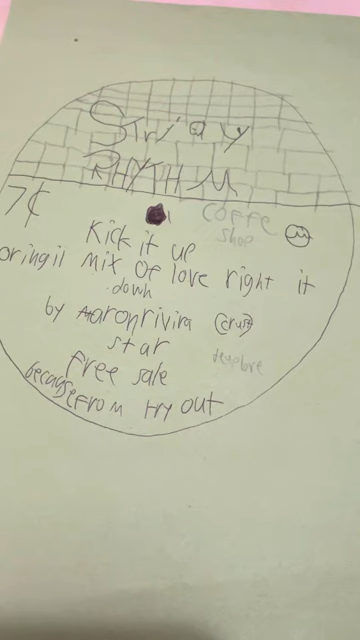 Stray
RHYTHM
7¢
coffe
shop
Kick it up
oringil mix of love right it
down
by Aaronrivira
star
free sale
because from try out